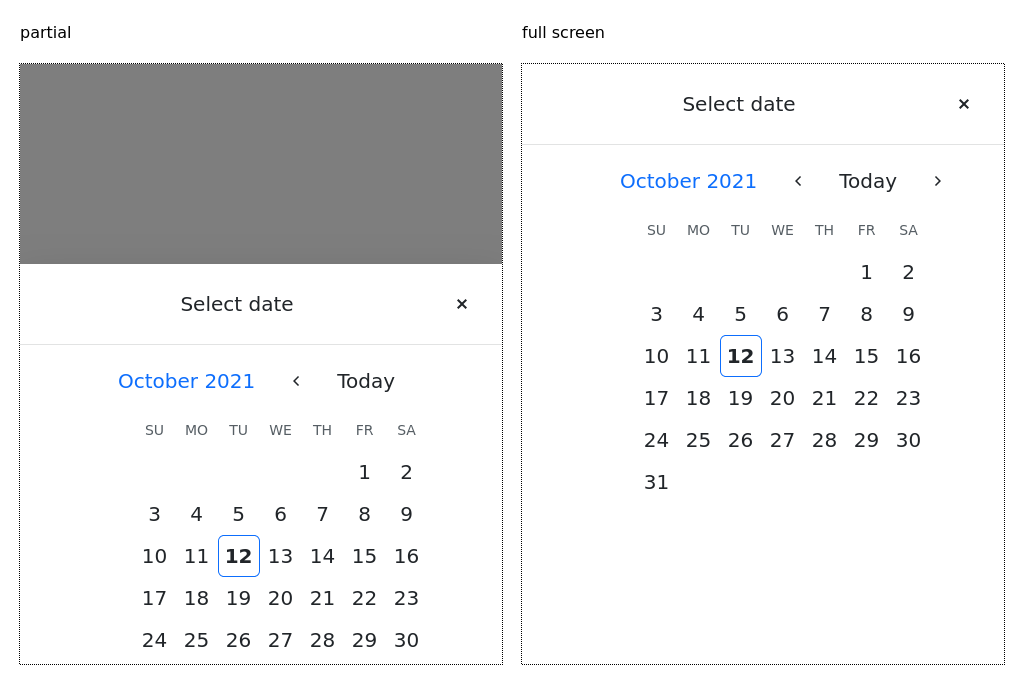 partial
Select date ×
October 2021 ‹ Today
SU MO TU WE TH FR SA
1 2
3 4 5 6 7 8 9
10 11 12 13 14 15 16
17 18 19 20 21 22 23
24 25 26 27 28 29 30
full screen
Select date ×
October 2021 ‹ Today ›
SU MO TU WE TH FR SA
1 2
3 4 5 6 7 8 9
10 11 12 13 14 15 16
17 18 19 20 21 22 23
24 25 26 27 28 29 30
31